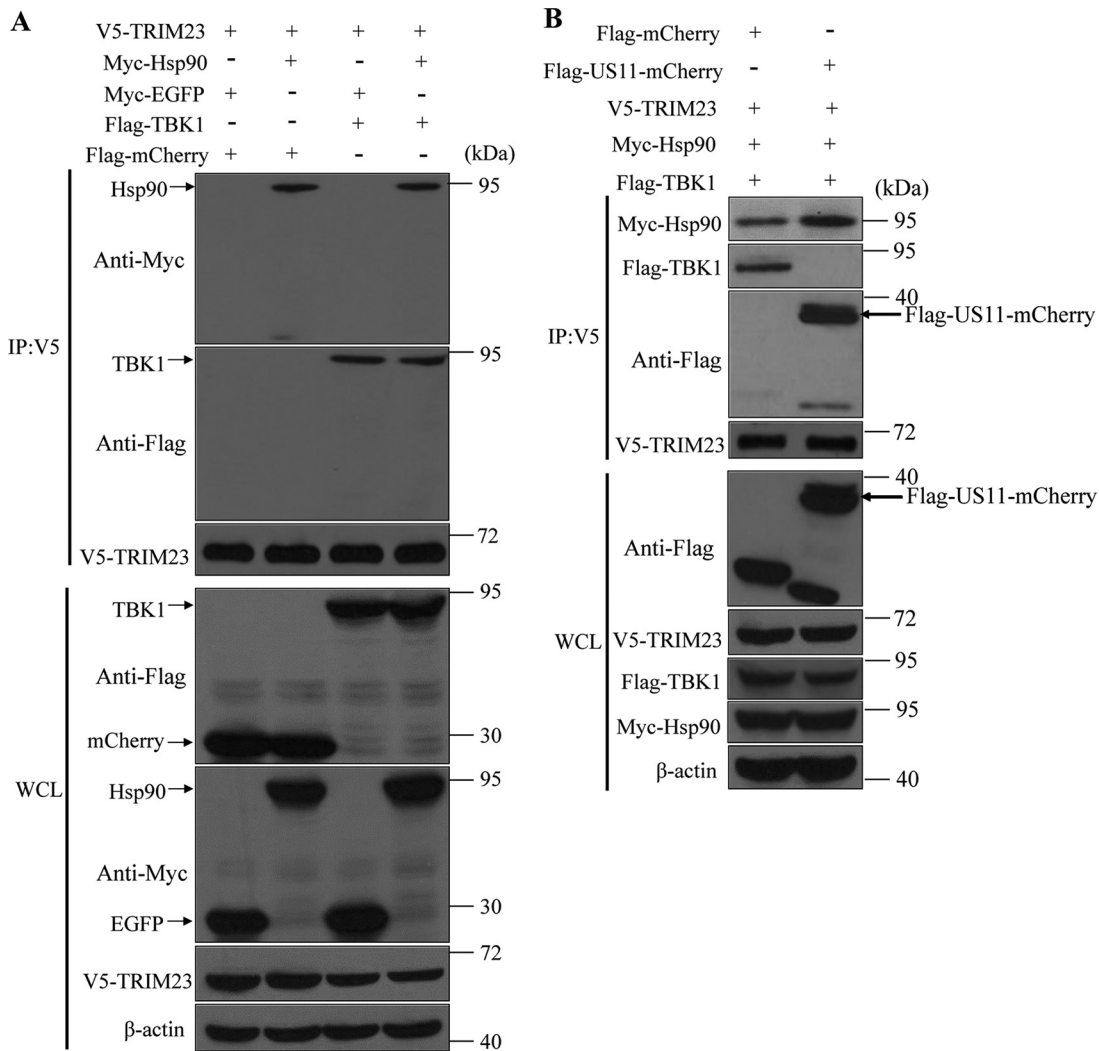 A
V5-TRIM23 + + + +
Myc-Hsp90 - + - +
Myc-EGFP + - + -
Flag-TBK1 - - + +
Flag-mCherry + + - - (kDa)
IP:V5
Hsp90 95
Anti-Myc
TBK1 95
Anti-Flag
V5-TRIM23 72
WCL
TBK1 95
Anti-Flag
mCherry 30
Hsp90 95
Anti-Myc
EGFP 30
V5-TRIM23 72
β-actin 40
B
Flag-mCherry + -
Flag-US11-mCherry - +
V5-TRIM23 + +
Myc-Hsp90 + +
Flag-TBK1 + + (kDa)
IP:V5
Myc-Hsp90 95
Flag-TBK1 95
40
Flag-US11-mCherry
Anti-Flag
V5-TRIM23 72
WCL
40
Flag-US11-mCherry
Anti-Flag
V5-TRIM23 72
Flag-TBK1 95
Myc-Hsp90 95
β-actin 40